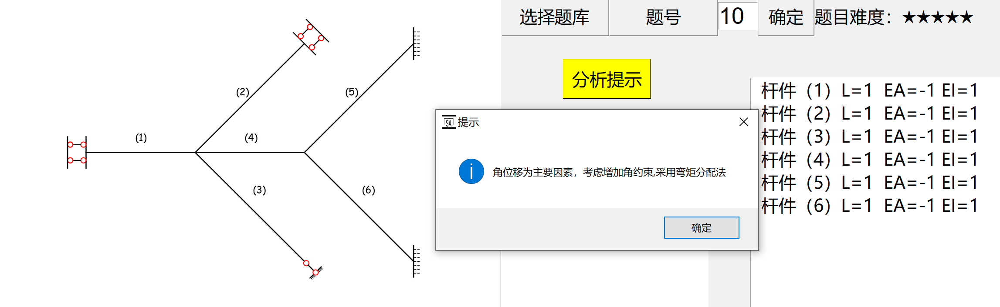 选择题库 题号 10 确定 题目难度：★★★★★
分析提示
(1)
(2)
(3)
(4)
(5)
(6)
SA 提示
角位移为主要因素，考虑增加角约束,采用弯矩分配法
确定
杆件（1）L=1 EA=-1 EI=1
杆件（2）L=1 EA=-1 EI=1
杆件（3）L=1 EA=-1 EI=1
杆件（4）L=1 EA=-1 EI=1
杆件（5）L=1 EA=-1 EI=1
杆件（6）L=1 EA=-1 EI=1